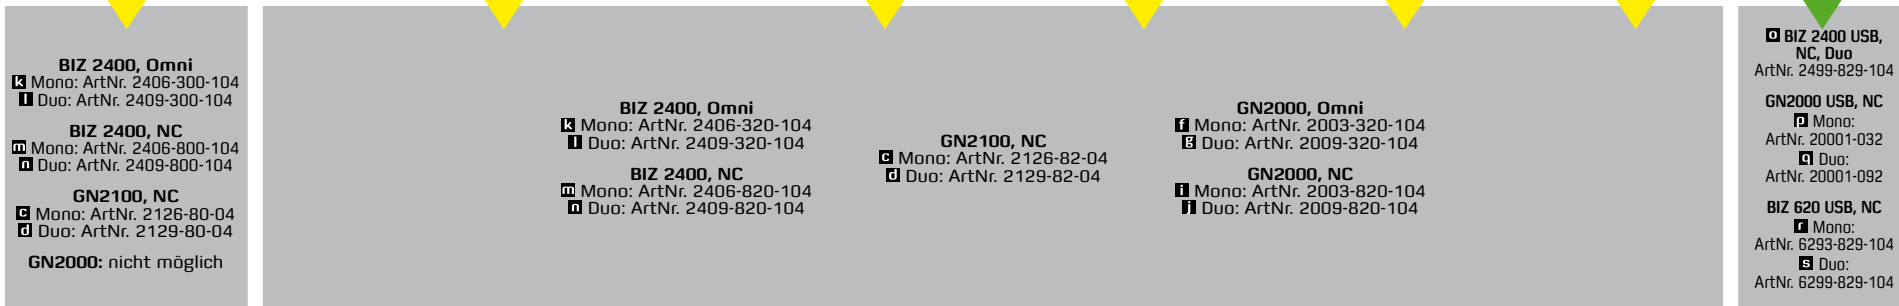 BIZ 2400, Omni
k Mono: ArtNr. 2406-300-104
l Duo: ArtNr. 2409-300-104
BIZ 2400, NC
m Mono: ArtNr. 2406-800-104
n Duo: ArtNr. 2409-800-104
GN2100, NC
c Mono: ArtNr. 2126-80-04
d Duo: ArtNr. 2129-80-04
GN2000: nicht möglich
BIZ 2400, Omni
k Mono: ArtNr. 2406-320-104
l Duo: ArtNr. 2409-320-104
BIZ 2400, NC
m Mono: ArtNr. 2406-820-104
n Duo: ArtNr. 2409-820-104
GN2100, NC
c Mono: ArtNr. 2126-82-04
d Duo: ArtNr. 2129-82-04
GN2000, Omni
f Mono: ArtNr. 2003-320-104
g Duo: ArtNr. 2009-320-104
GN2000, NC
i Mono: ArtNr. 2003-820-104
j Duo: ArtNr. 2009-820-104
o BIZ 2400 USB,
NC, Duo
ArtNr. 2499-829-104
GN2000 USB, NC
p Mono:
ArtNr. 20001-032
q Duo:
ArtNr. 20001-092
BIZ 620 USB, NC
r Mono:
ArtNr. 6293-829-104
s Duo:
ArtNr. 6299-829-104